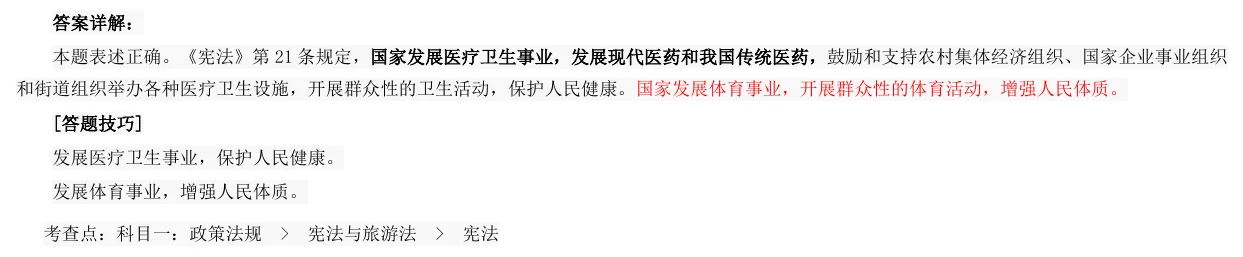 答案详解：
本题表述正确。《宪法》第 21 条规定，国家发展医疗卫生事业，发展现代医药和我国传统医药，鼓励和支持农村集体经济组织、国家企业事业组织
和街道组织举办各种医疗卫生设施，开展群众性的卫生活动，保护人民健康。国家发展体育事业，开展群众性的体育活动，增强人民体质。
[答题技巧]
发展医疗卫生事业，保护人民健康。
发展体育事业，增强人民体质。
考查点：科目一：政策法规 > 宪法与旅游法 > 宪法